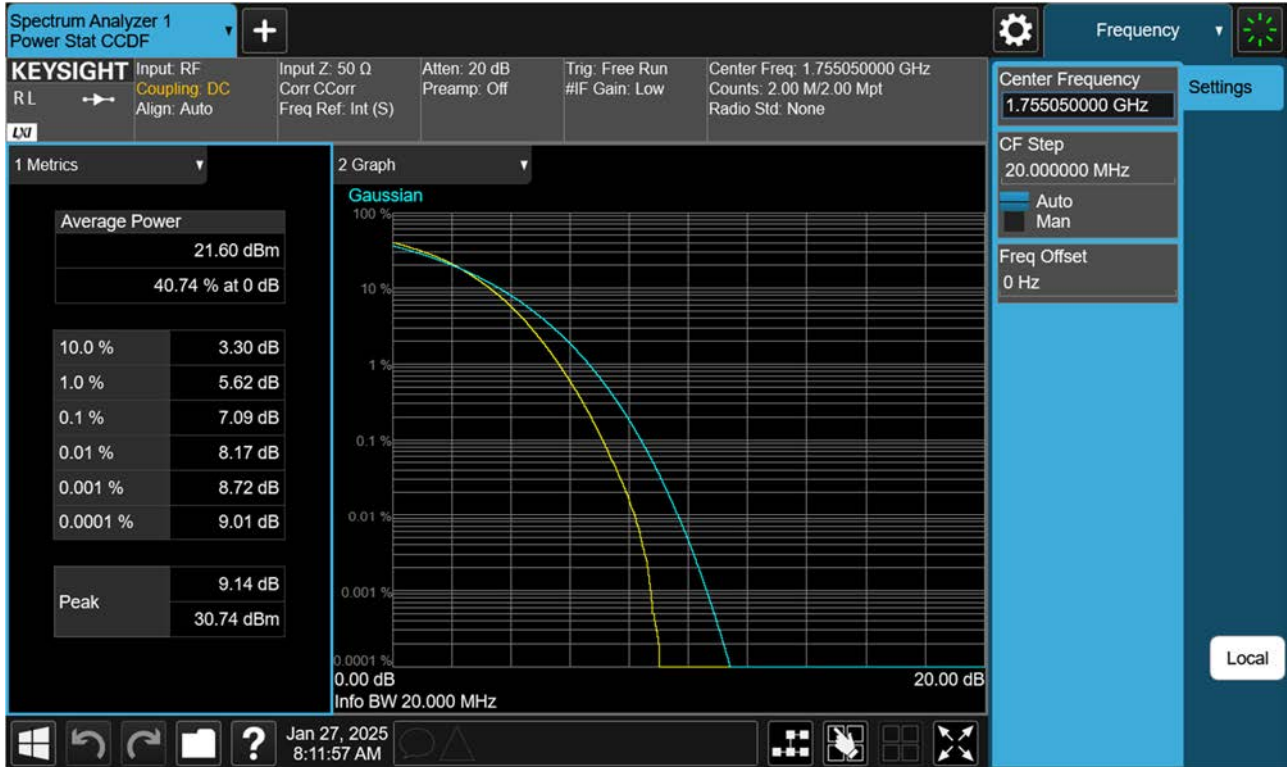 Spectrum Analyzer 1
Power Stat CCDF
+
Frequency
KEYSIGHT
R L
LXI
Input: RF
Coupling: DC
Align: Auto
Input Z: 50 Ω
Corr CCorr
Freq Ref: Int (S)
Atten: 20 dB
Preamp: Off
Trig: Free Run
#IF Gain: Low
Center Freq: 1.755050000 GHz
Counts: 2.00 M/2.00 Mpt
Radio Std: None
Center Frequency
1.755050000 GHz
Settings
CF Step
20.000000 MHz
Auto
Man
Freq Offset
0 Hz
Local
1 Metrics
Average Power
21.60 dBm
40.74 % at 0 dB
10.0 % 3.30 dB
1.0 % 5.62 dB
0.1 % 7.09 dB
0.01 % 8.17 dB
0.001 % 8.72 dB
0.0001 % 9.01 dB
Peak
9.14 dB
30.74 dBm
2 Graph
Gaussian
100 %
10 %
1 %
0.1 %
0.01 %
0.001 %
0.0001 %
0.00 dB 20.00 dB
Info BW 20.000 MHz
?
Jan 27, 2025
8:11:57 AM